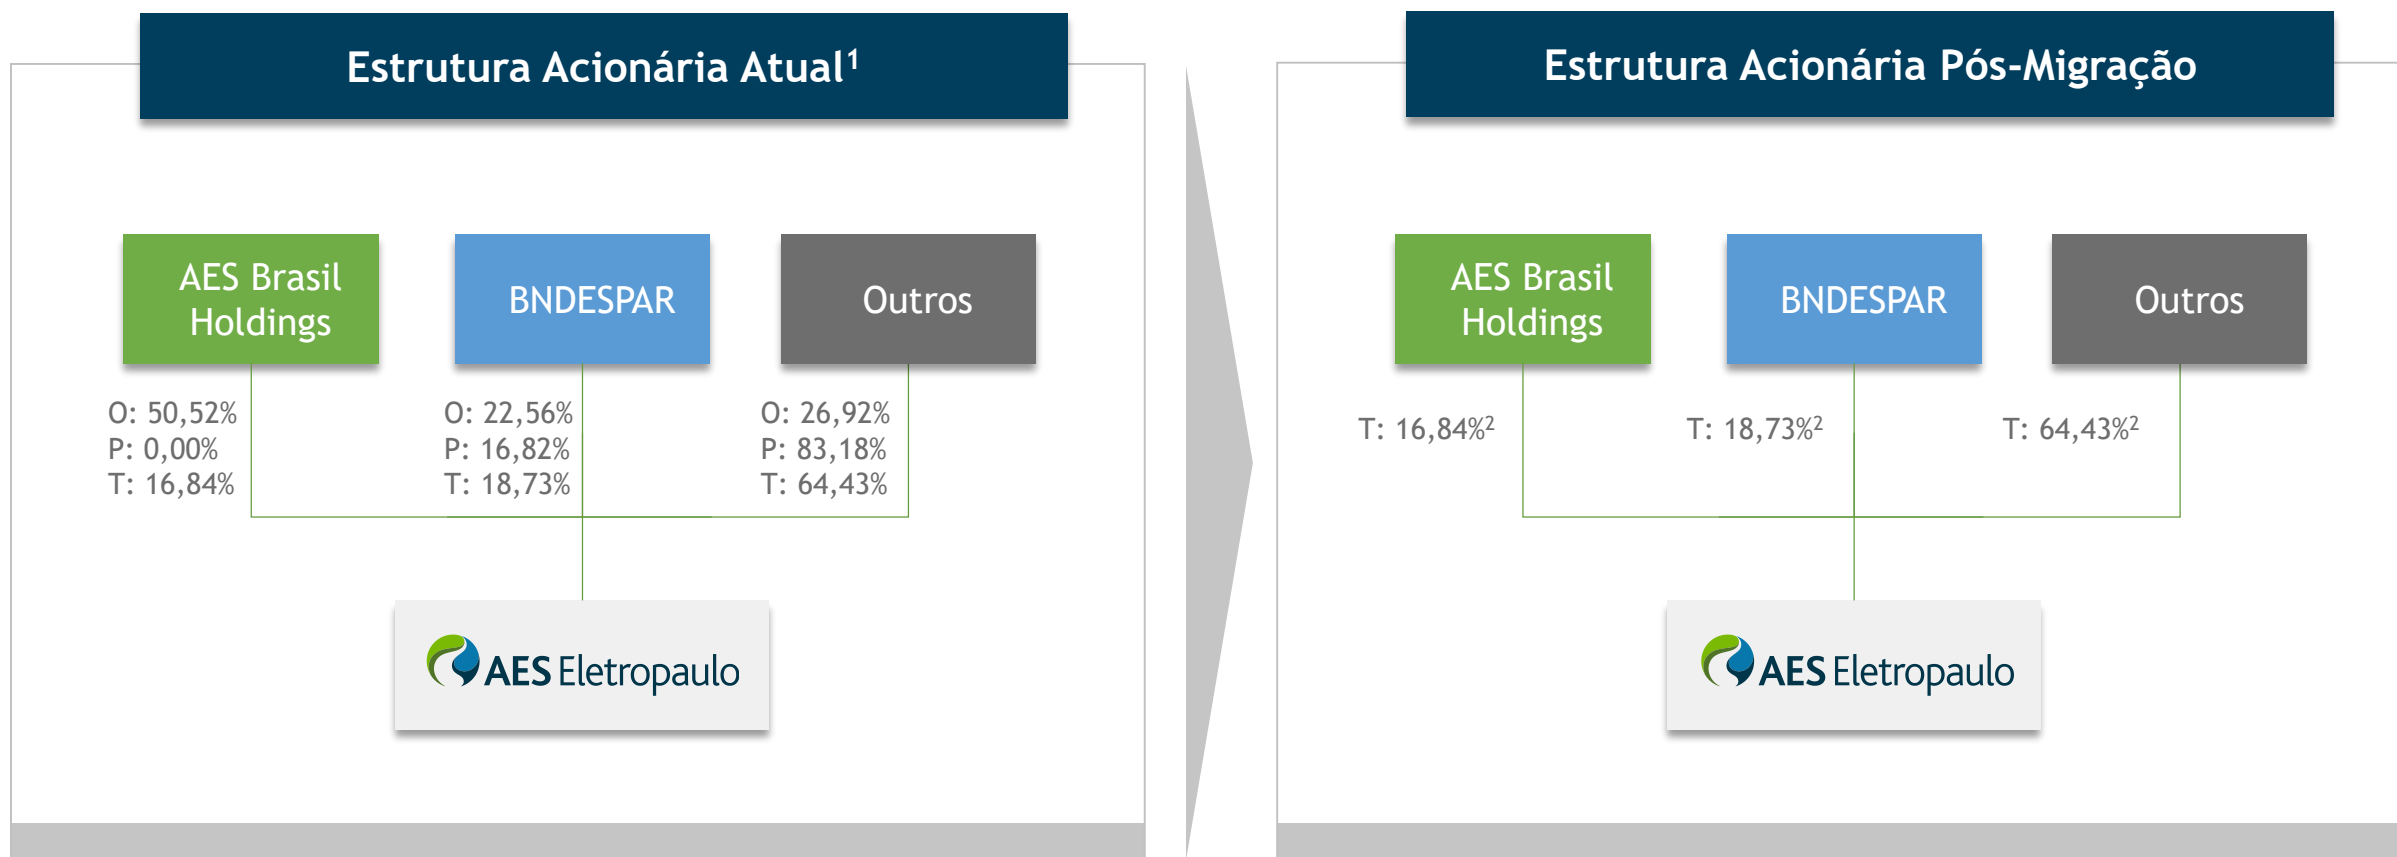 Estrutura Acionária Atual¹
AES Brasil
Holdings
BNDESPAR
Outros
O: 50,52%
P: 0,00%
T: 16,84%
O: 22,56%
P: 16,82%
T: 18,73%
O: 26,92%
P: 83,18%
T: 64,43%
AES Eletropaulo
Estrutura Acionária Pós-Migração
AES Brasil
Holdings
BNDESPAR
Outros
T: 16,84%²
T: 18,73%²
T: 64,43%²
AES Eletropaulo